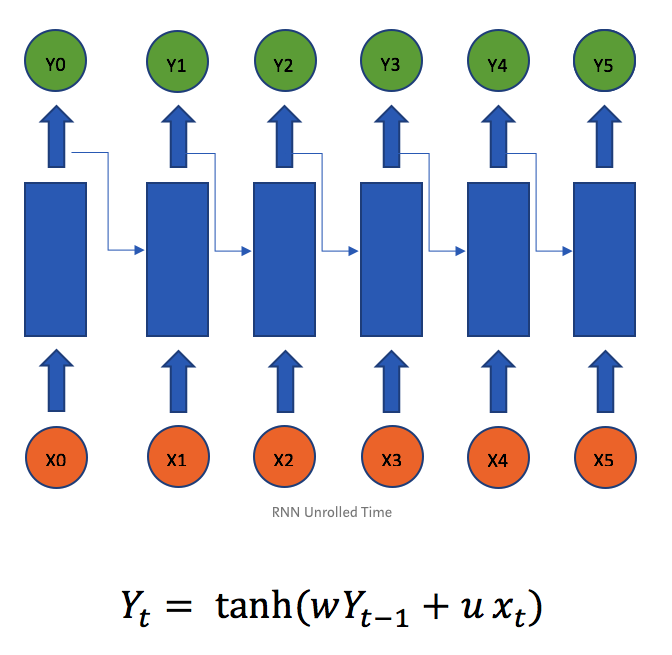 Y0 Y1 Y2 Y3 Y4 Y5
X0 X1 X2 X3 X4 X5
RNN Unrolled Time
Yₜ = tanh(wYₜ₋₁ + u xₜ)